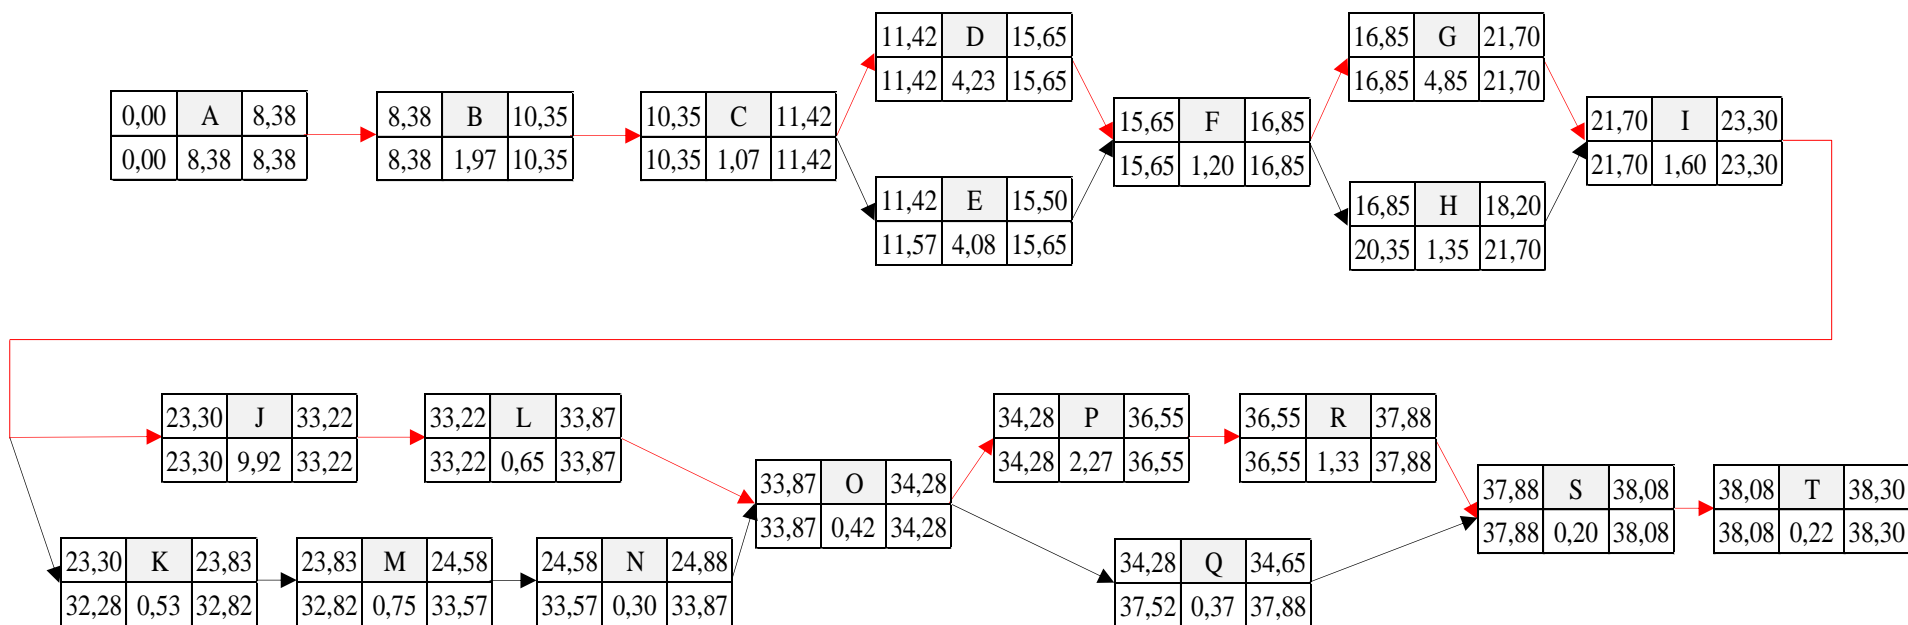 0,00 A 8,38
0,00 8,38 8,38
8,38 B 10,35
8,38 1,97 10,35
10,35 C 11,42
10,35 1,07 11,42
11,42 D 15,65
11,42 4,23 15,65
11,42 E 15,50
11,57 4,08 15,65
15,65 F 16,85
15,65 1,20 16,85
16,85 G 21,70
16,85 4,85 21,70
16,85 H 18,20
20,35 1,35 21,70
21,70 I 23,30
21,70 1,60 23,30
23,30 J 33,22
23,30 9,92 33,22
33,22 L 33,87
33,22 0,65 33,87
23,30 K 23,83
32,28 0,53 32,82
23,83 M 24,58
32,82 0,75 33,57
24,58 N 24,88
33,57 0,30 33,87
33,87 O 34,28
33,87 0,42 34,28
34,28 P 36,55
34,28 2,27 36,55
36,55 R 37,88
36,55 1,33 37,88
34,28 Q 34,65
37,52 0,37 37,88
37,88 S 38,08
37,88 0,20 38,08
38,08 T 38,30
38,08 0,22 38,30